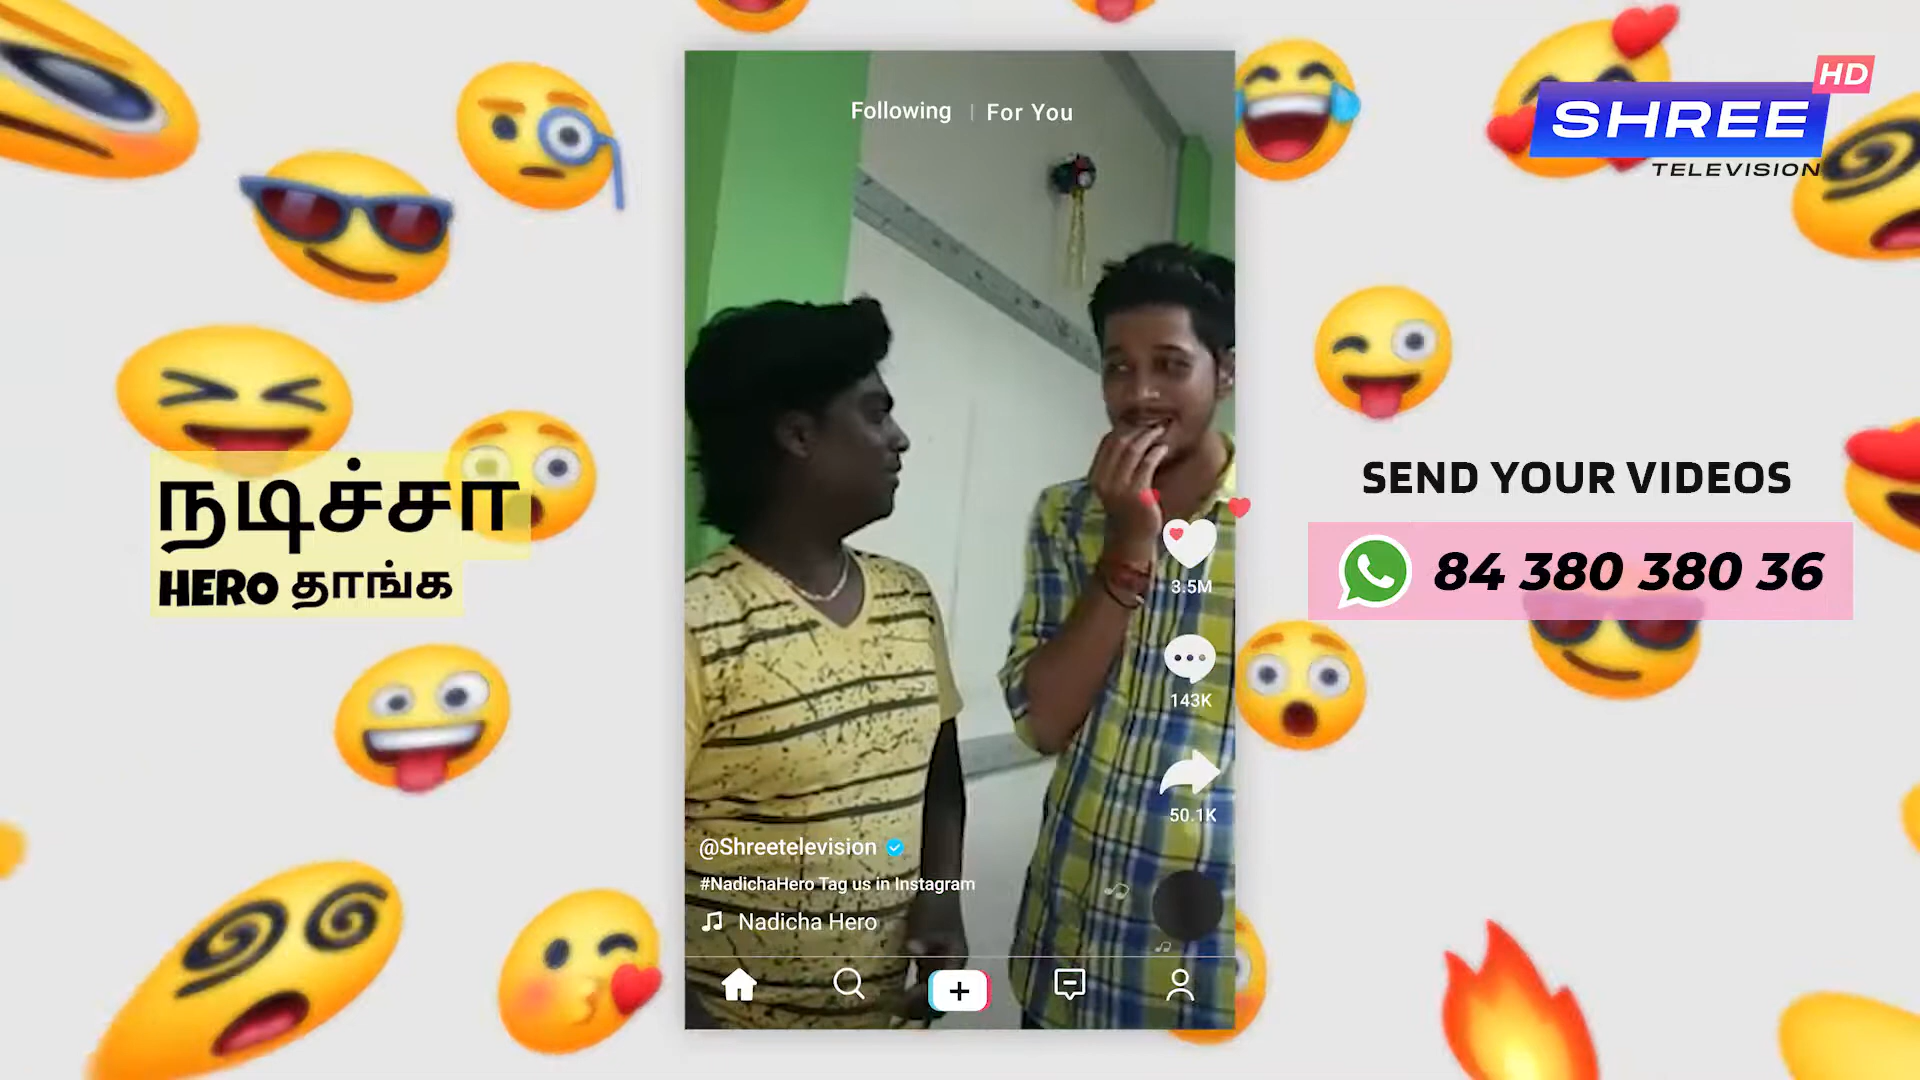 HD
SHREE
TELEVISION
Following | For You
நடிச்சா
HERO தாங்க
SEND YOUR VIDEOS
84 380 380 36
3.5M
143K
50.1K
@Shreetelevision
#NadichaHero Tag us in Instagram
Nadicha Hero